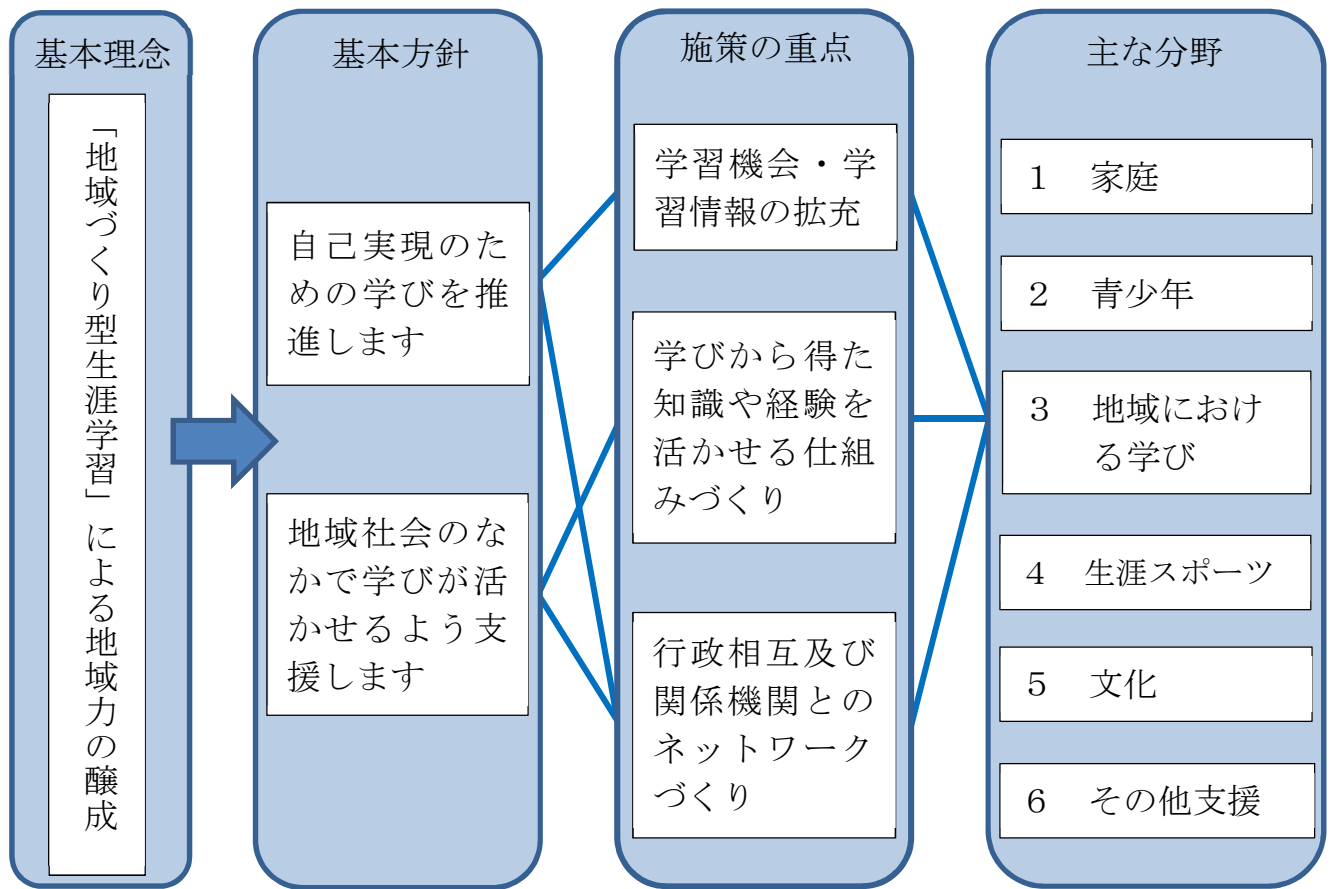 基本理念
「地域づくり型生涯学習」による地域力の醸成
基本方針
自己実現のた
めの学びを推
進します
地域社会のな
かで学びが活
かせるよう支
援します
施策の重点
学習機会・学
習情報の拡充
学びから得た
知識や経験を
活かせる仕組
みづくり
行政相互及び
関係機関との
ネットワーク
づくり
主な分野
１　家庭
２　青少年
３　地域におけ
る学び
４　生涯スポーツ
５　文化
６　その他支援